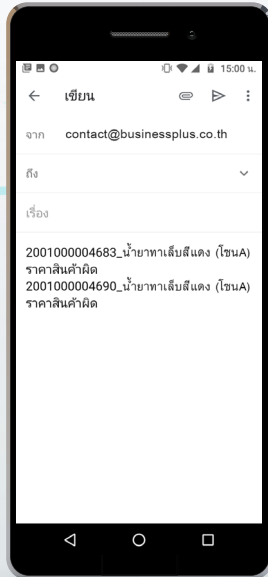 15:00 น.
เขียน
จาก contact@businessplus.co.th
ถึง
เรื่อง
2001000004683_น้ำยาทาเล็บสีแดง (โซนA)
ราคาสินค้าผิด
2001000004690_น้ำยาทาเล็บสีแดง (โซนA)
ราคาสินค้าผิด